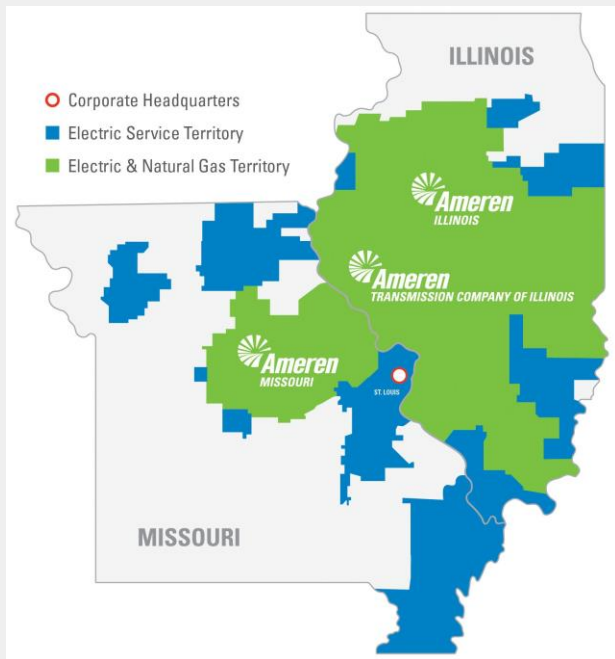 ILLINOIS
Corporate Headquarters
Electric Service Territory
Electric & Natural Gas Territory
Ameren
ILLINOIS
Ameren
TRANSMISSION COMPANY OF ILLINOIS
Ameren
MISSOURI
ST. LOUIS
MISSOURI